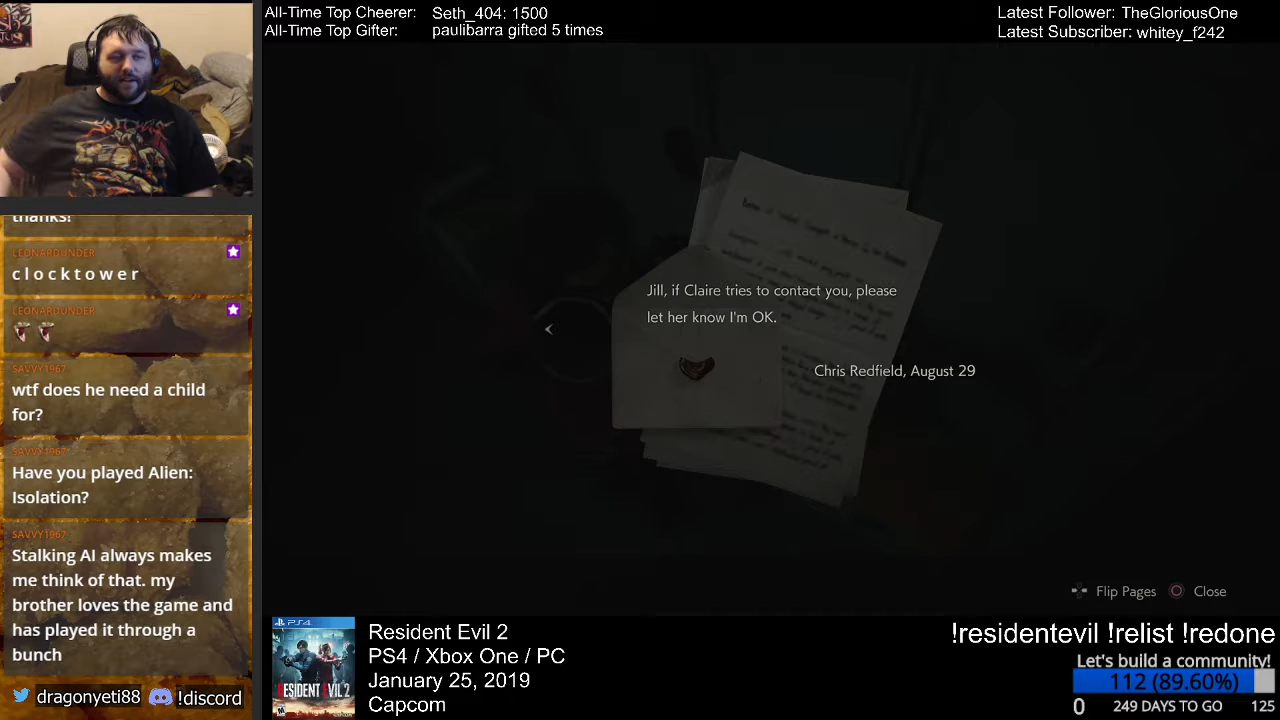 All-Time Top Cheerer: Seth_404: 1500
All-Time Top Gifter: paulibarra gifted 5 times
Latest Follower: TheGloriousOne
Latest Subscriber: whitey_f242
thanks!
LEONARDUNDER
c l o c k t o w e r
LEONARDUNDER
SAVVY1967
wtf does he need a child
for?
SAVVY1967
Have you played Alien:
Isolation?
SAVVY1967
Stalking AI always makes
me think of that. my
brother loves the game and
has played it through a
bunch
dragonyeti88 !discord
Jill, if Claire tries to contact you, please
let her know I'm OK.
Chris Redfield, August 29
Flip Pages Close
PS4
RESIDENT EVIL 2
Resident Evil 2
PS4 / Xbox One / PC
January 25, 2019
Capcom
!residentevil !relist !redone
Let's build a community!
112 (89.60%)
0 249 DAYS TO GO 125